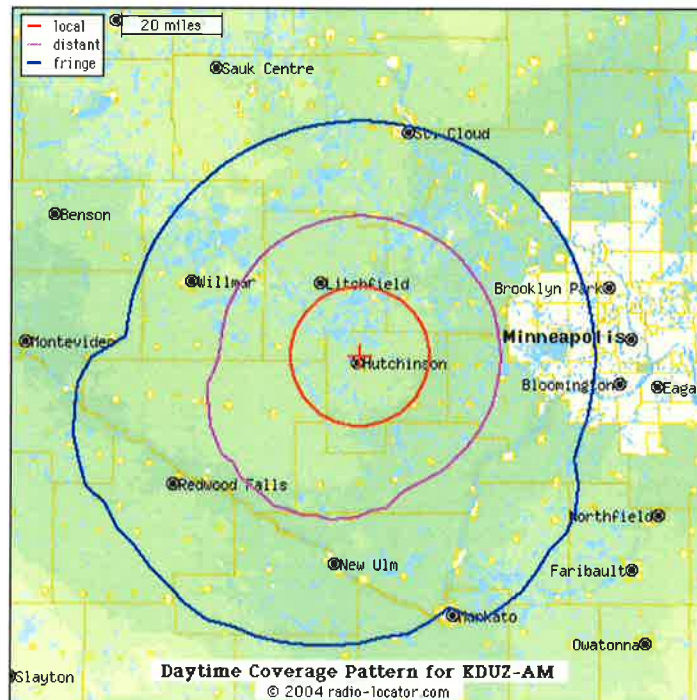 local
distant
fringe
20 miles
Sauk Centre
St. Cloud
Benson
Willmar
Litchfield
Brooklyn Park
Montevideo
Minneapolis
Hutchinson
Bloomington
Eaga
Redwood Falls
Northfield
New Ulm
Faribault
Mankato
Owatonna
Slayton
Daytime Coverage Pattern for KDUZ-AM
© 2004 radio-locator.com